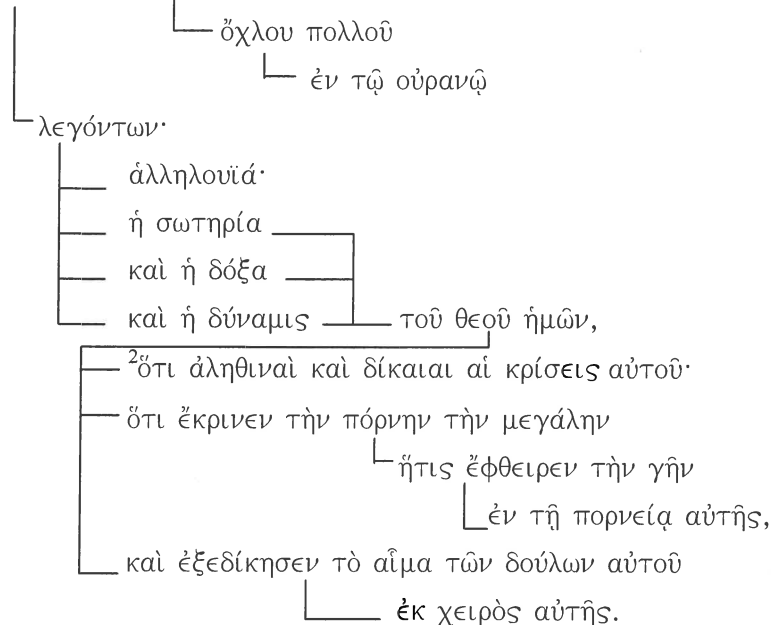 ὄχλου πολλοῦ
ἐν τῷ οὐρανῷ
λεγόντων·
ἁλληλουϊά·
ἡ σωτηρία
καὶ ἡ δόξα
καὶ ἡ δύναμις τοῦ θεοῦ ἡμῶν,
²ὅτι ἀληθιναὶ καὶ δίκαιαι αἱ κρίσεις αὐτοῦ·
ὅτι ἔκρινεν τὴν πόρνην τὴν μεγάλην
ἥτις ἔφθειρεν τὴν γῆν
ἐν τῇ πορνείᾳ αὐτῆς,
καὶ ἐξεδίκησεν τὸ αἷμα τῶν δούλων αὐτοῦ
ἐκ χειρὸς αὐτῆς.